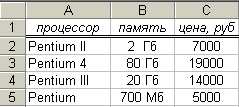 A B C
1 процессор память цена, руб
2 Pentium II 2 Гб 7000
3 Pentium 4 80 Гб 19000
4 Pentium III 20 Гб 14000
5 Pentium 700 Мб 5000